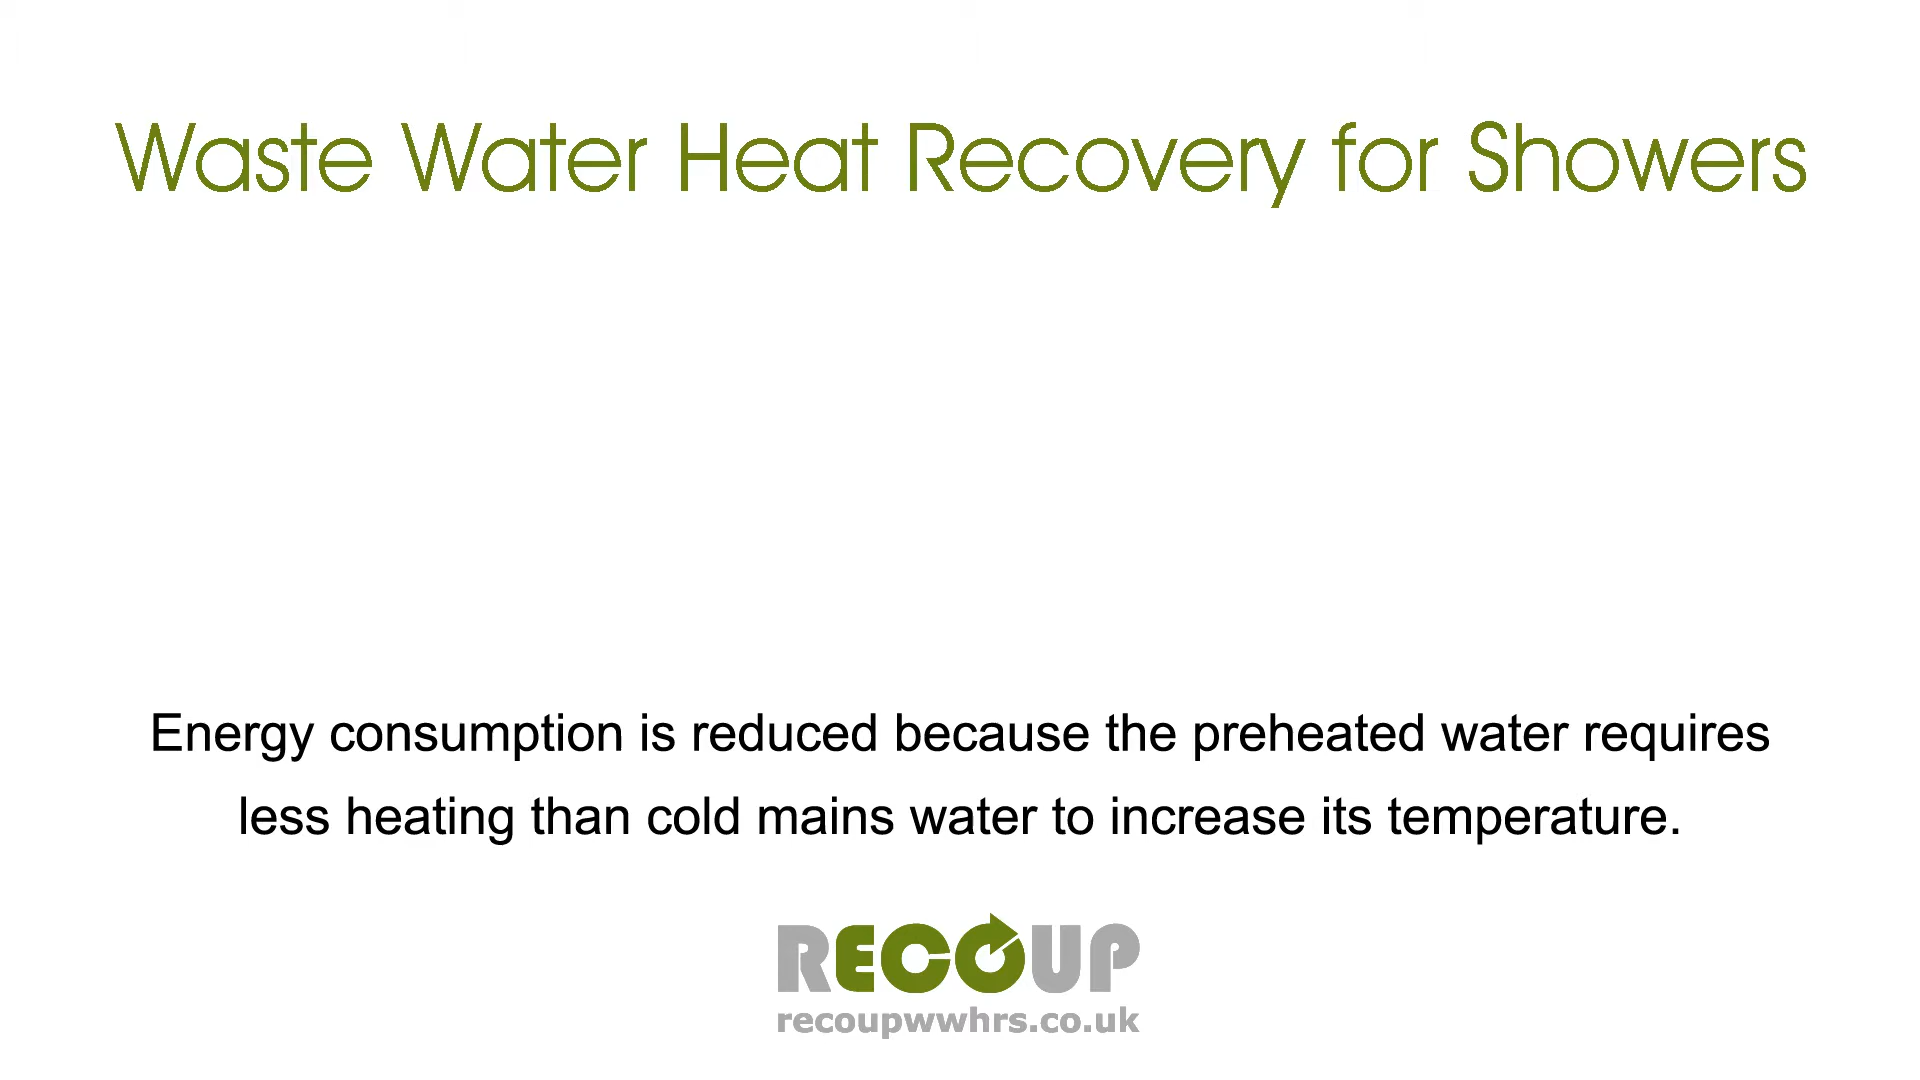 Waste Water Heat Recovery for Showers
Energy consumption is reduced because the preheated water requires
less heating than cold mains water to increase its temperature.
RECOUP
recoupwwhrs.co.uk